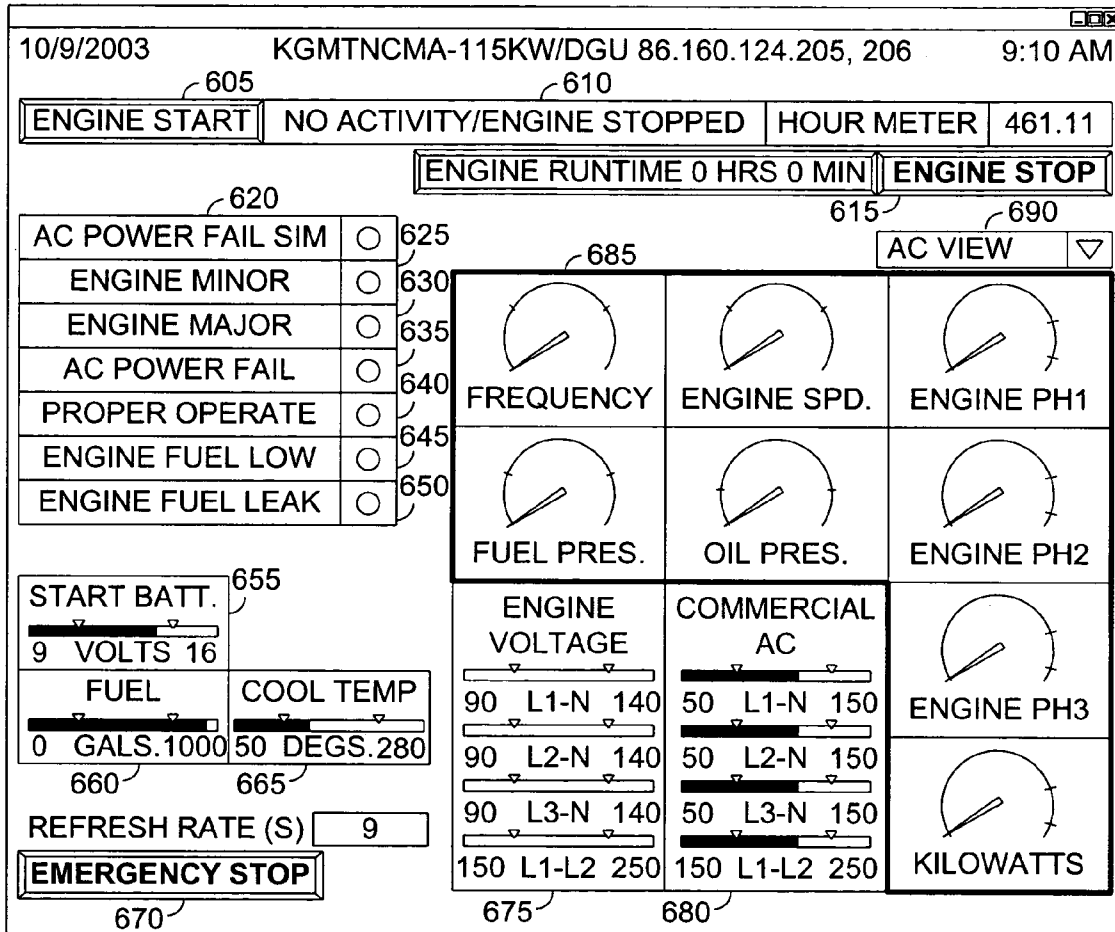 10/9/2003 KGMTNCMA-115KW/DGU 86.160.124.205, 206 9:10 AM
605 610
ENGINE START NO ACTIVITY/ENGINE STOPPED HOUR METER 461.11
ENGINE RUNTIME 0 HRS 0 MIN ENGINE STOP
620 615 690
AC POWER FAIL SIM 625 AC VIEW
685
ENGINE MINOR 630
ENGINE MAJOR 635
AC POWER FAIL 640
FREQUENCY ENGINE SPD. ENGINE PH1
PROPER OPERATE 645
ENGINE FUEL LOW 650
ENGINE FUEL LEAK
FUEL PRES. OIL PRES. ENGINE PH2
START BATT. 655
9 VOLTS 16
FUEL COOL TEMP
0 GALS.1000 50 DEGS.280
660 665
ENGINE VOLTAGE
90 L1-N 140
90 L2-N 140
90 L3-N 140
150 L1-L2 250
675
COMMERCIAL AC
50 L1-N 150
50 L2-N 150
50 L3-N 150
150 L1-L2 250
680
ENGINE PH3
KILOWATTS
REFRESH RATE (S) 9
EMERGENCY STOP
670